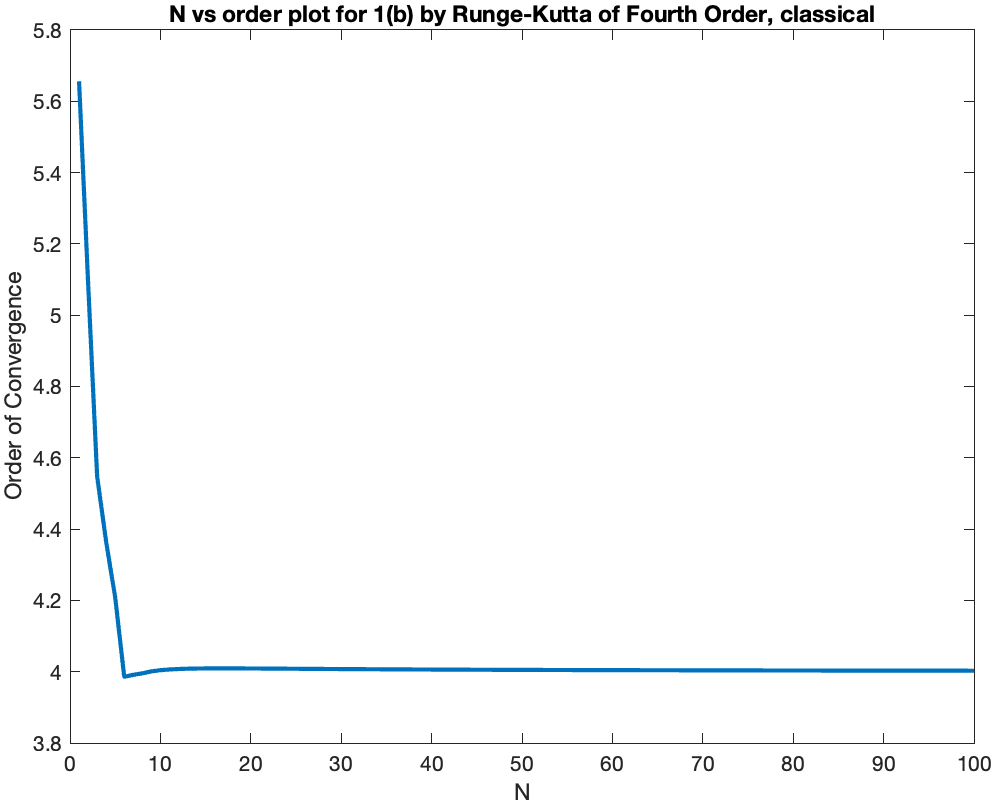 N vs order plot for 1(b) by Runge-Kutta of Fourth Order, classical
5.8
5.6
5.4
5.2
5
4.8
4.6
4.4
4.2
4
3.8
Order of Convergence
0 10 20 30 40 50 60 70 80 90 100
N